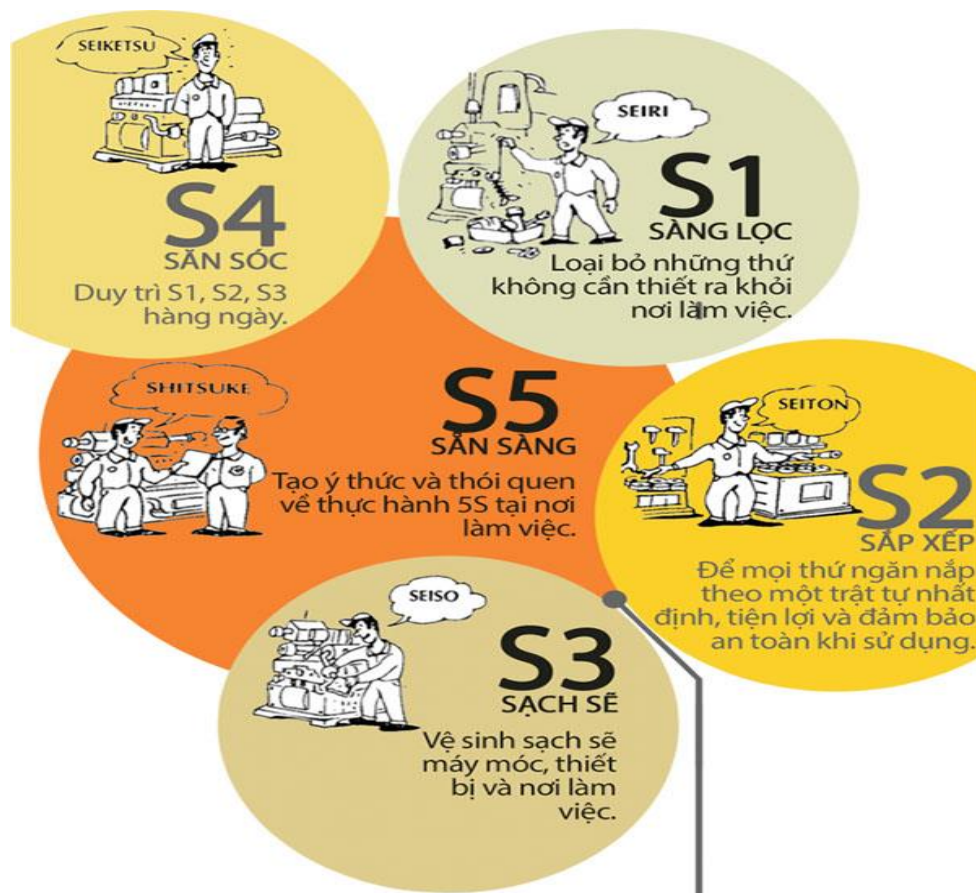 SEIKETSU
S4
SĂN SÓC
Duy trì S1, S2, S3
hàng ngày.
SEIRI
S1
SÀNG LỌC
Loại bỏ những thứ
không cần thiết ra khỏi
nơi làm việc.
SHITSUKE
S5
SẴN SÀNG
Tạo ý thức và thói quen
về thực hành 5S tại nơi
làm việc.
SEITON
S2
SẮP XẾP
Để mọi thứ ngăn nắp
theo một trật tự nhất
định, tiện lợi và đảm bảo
an toàn khi sử dụng.
SEISO
S3
SẠCH SẼ
Vệ sinh sạch sẽ
máy móc, thiết
bị và nơi làm
việc.